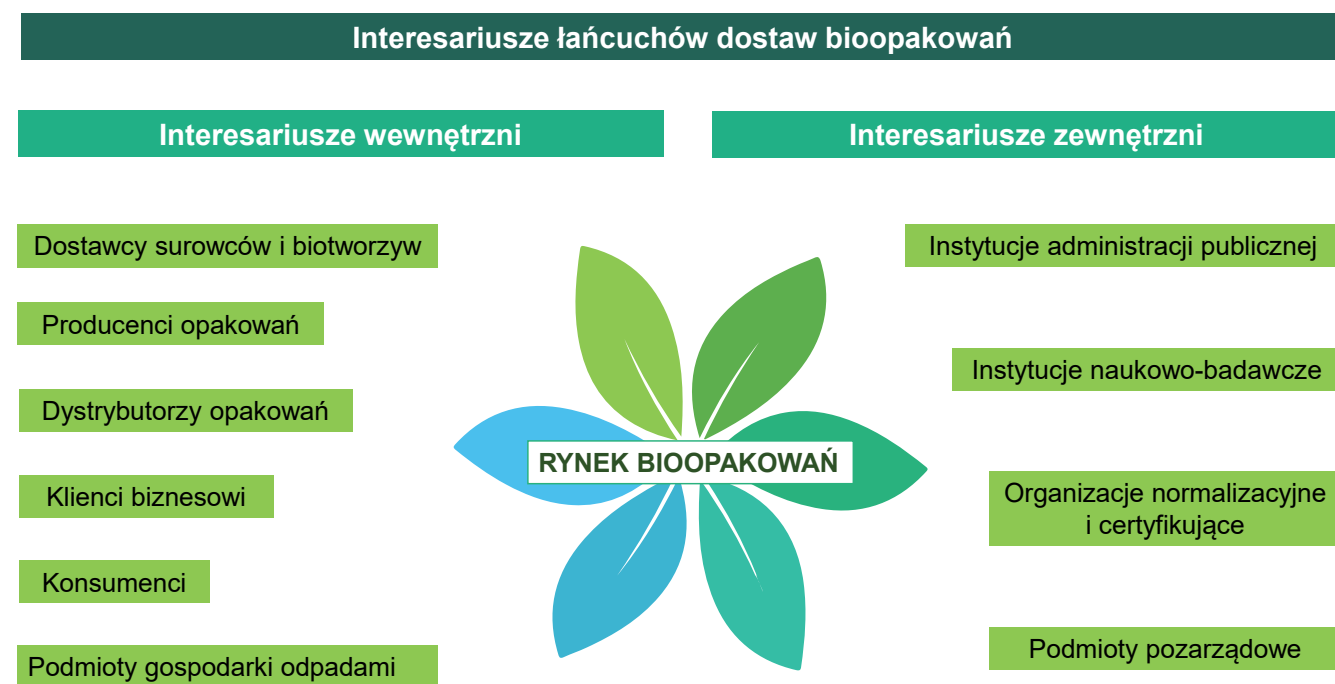 Interesariusze łańcuchów dostaw bioopakowań
Interesariusze wewnętrzni
Dostawcy surowców i biotworzyw
Producenci opakowań
Dystrybutorzy opakowań
Klienci biznesowi
Konsumenci
Podmioty gospodarki odpadami
RYNEK BIOOPAKOWAŃ
Interesariusze zewnętrzni
Instytucje administracji publicznej
Instytucje naukowo-badawcze
Organizacje normalizacyjne
i certyfikujące
Podmioty pozarządowe